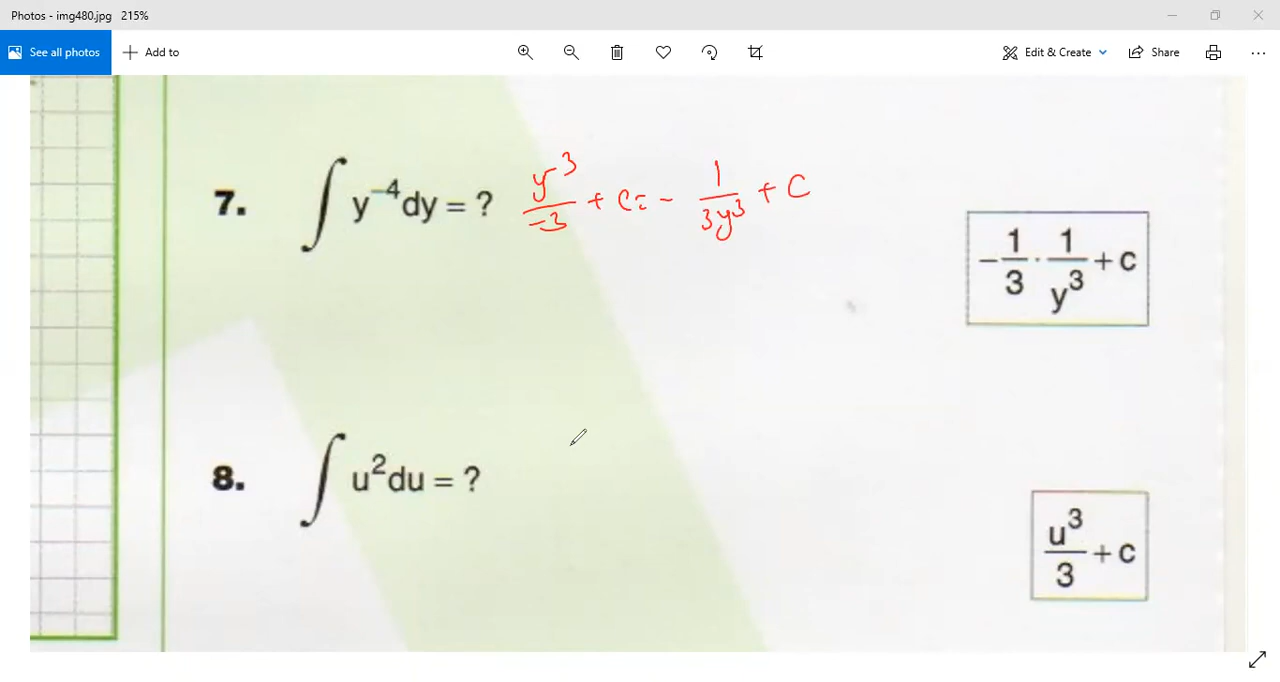 Photos - img480.jpg 215%
See all photos + Add to Edit & Create Share
7. ∫ y⁻⁴dy = ? y³/-3 + c = - 1/3y³ + C
-1/3 · 1/y³ + c
8. ∫ u²du = ?
u³/3 + c